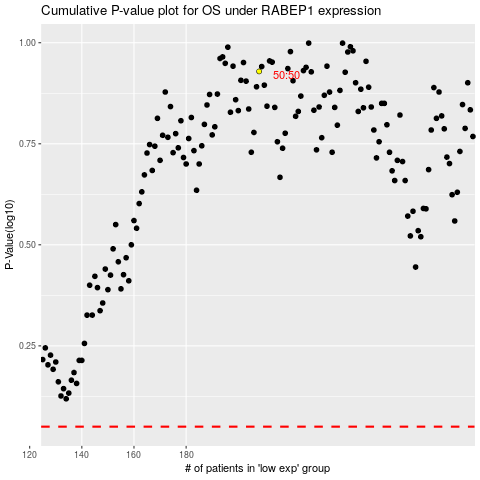 Cumulative P-value plot for OS under RABEP1 expression
1.00
50:50
0.75
P-Value(log10)
0.50
0.25
120 140 160 180
# of patients in 'low exp' group